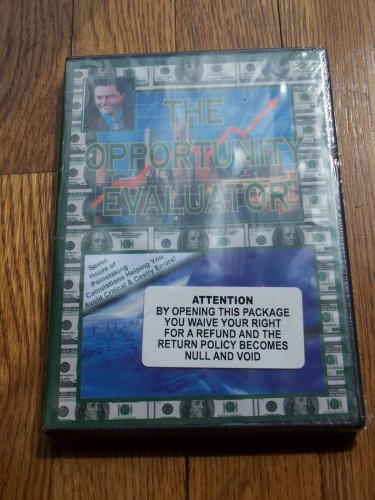 THE
OPPORTUNITY
EVALUATOR
Saves
Hours of
Painstaking
Calculations Helping You
Avoid Critical & Costly Errors!
ATTENTION
BY OPENING THIS PACKAGE
YOU WAIVE YOUR RIGHT
FOR A REFUND AND THE
RETURN POLICY BECOMES
NULL AND VOID